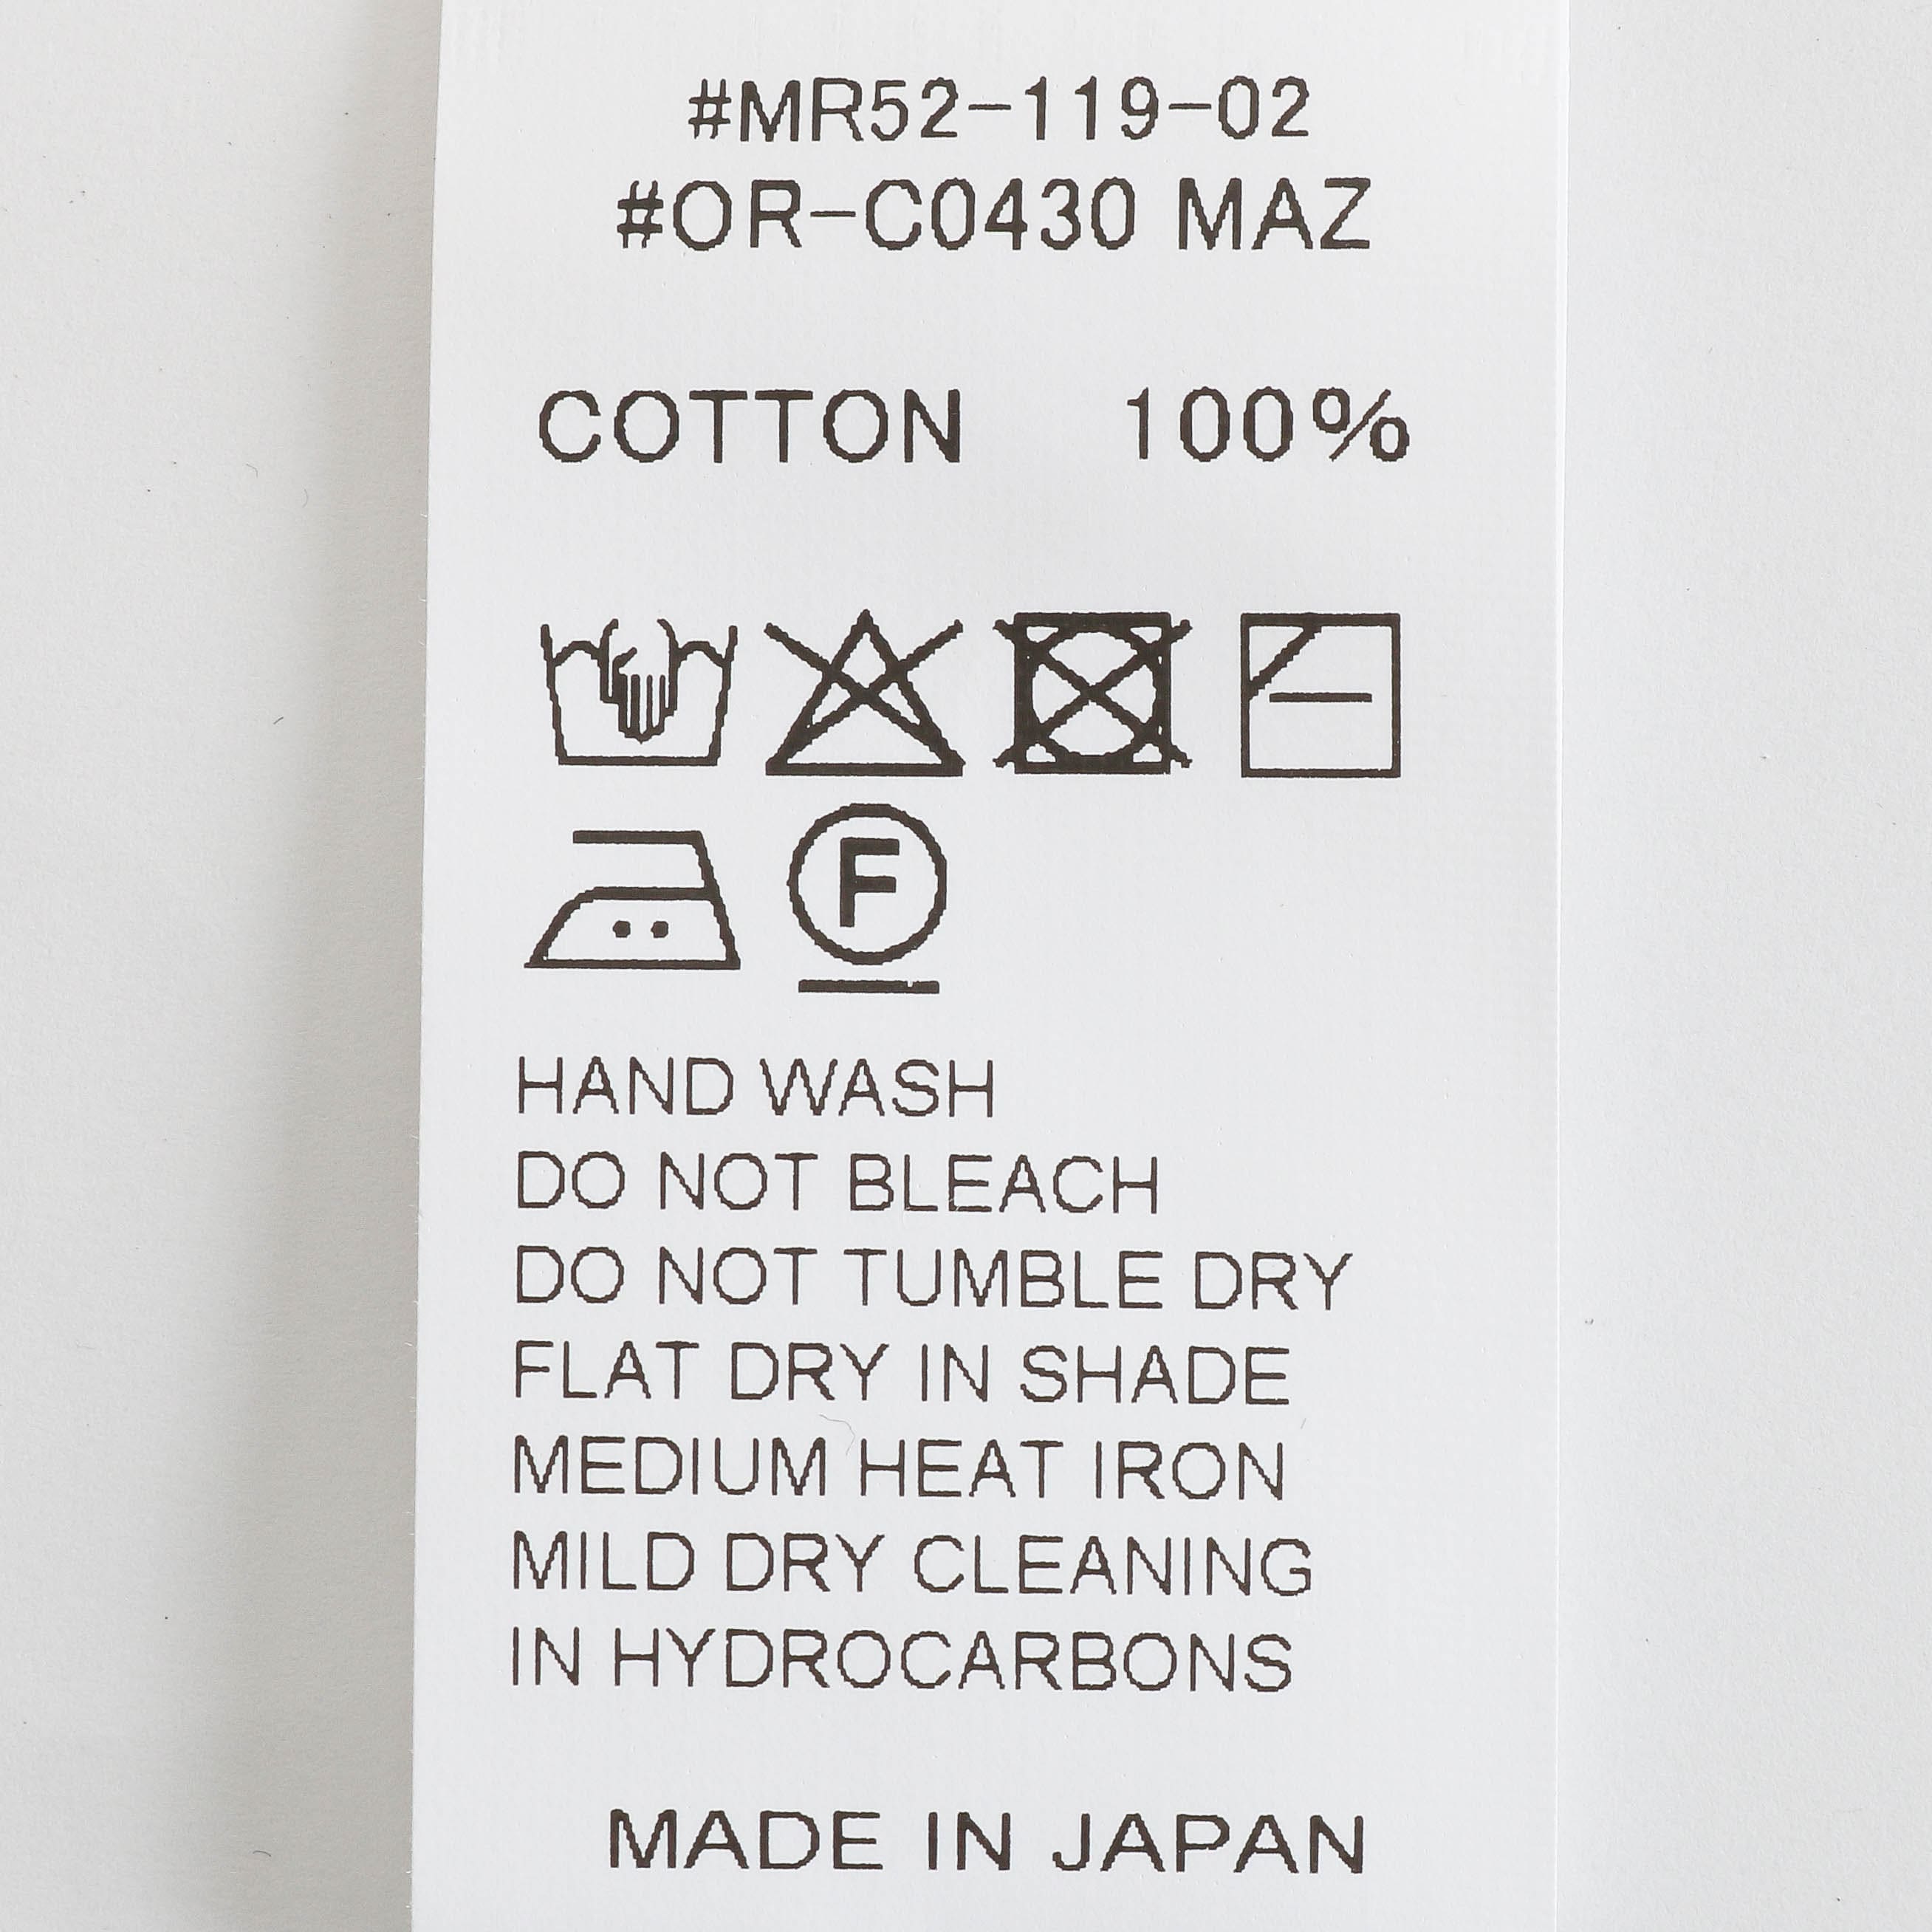 #MR52-119-02
#OR-C0430 MAZ
COTTON 100%
F
HAND WASH
DO NOT BLEACH
DO NOT TUMBLE DRY
FLAT DRY IN SHADE
MEDIUM HEAT IRON
MILD DRY CLEANING
IN HYDROCARBONS
MADE IN JAPAN